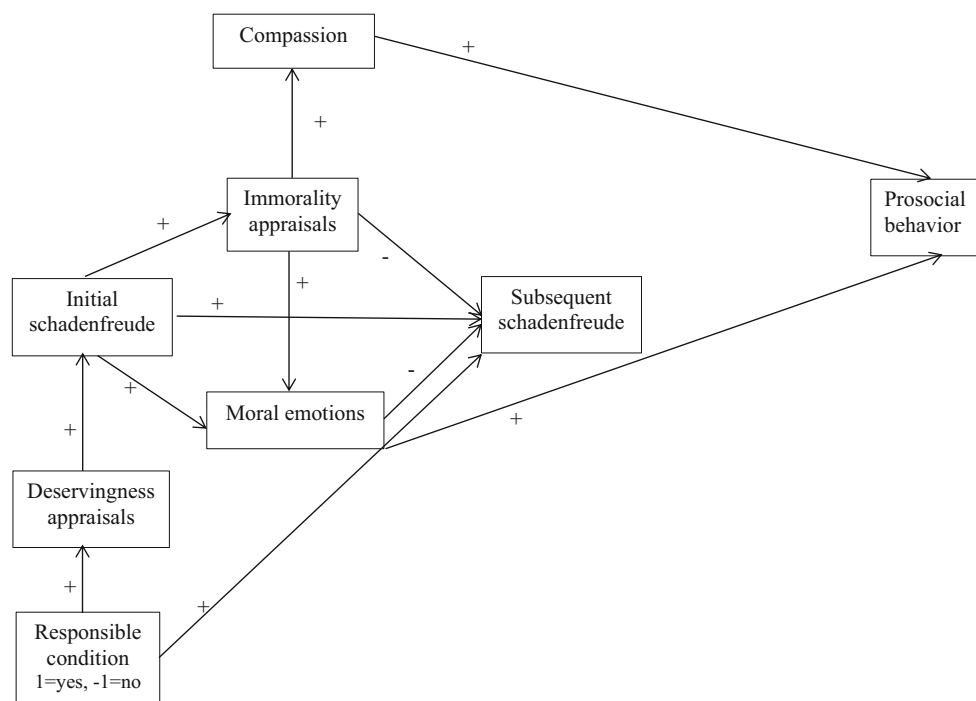 Compassion
+
+
Immorality
appraisals
Prosocial
behavior
+
-
+
Initial
schadenfreude
+
Subsequent
schadenfreude
+
-
Moral emotions
+
+
Deservingness
appraisals
+
+
Responsible
condition
1=yes, -1=no